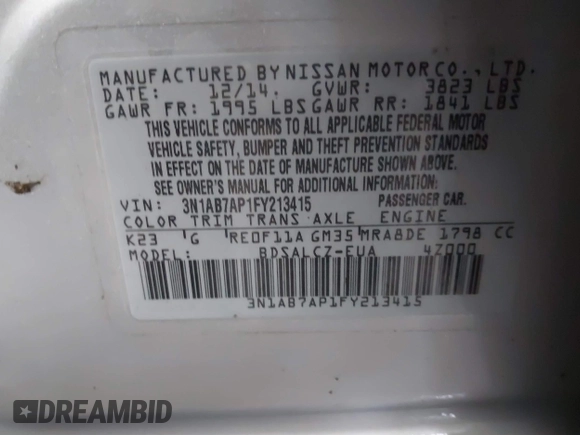 MANUFACTURED BY NISSAN MOTOR CO., LTD.
DATE: 12/14. GVWR: 3823 LBS
GAWR FR: 1995 LBS GAWR RR: 1841 LBS
THIS VEHICLE CONFORMS TO ALL APPLICABLE FEDERAL MOTOR
VEHICLE SAFETY, BUMPER AND THEFT PREVENTION STANDARDS
IN EFFECT ON THE DATE OF MANUFACTURE SHOWN ABOVE.
SEE OWNER'S MANUAL FOR ADDITIONAL INFORMATION.
VIN: 3N1AB7AP1FY213415 PASSENGER CAR.
COLOR TRIM TRANS AXLE ENGINE
K23 G RE0F11A GM35 MRA8DE 1798 CC
MODEL: BDSALCZ-EUA 4Z000
3N1AB7AP1FY213415
DREAMBID